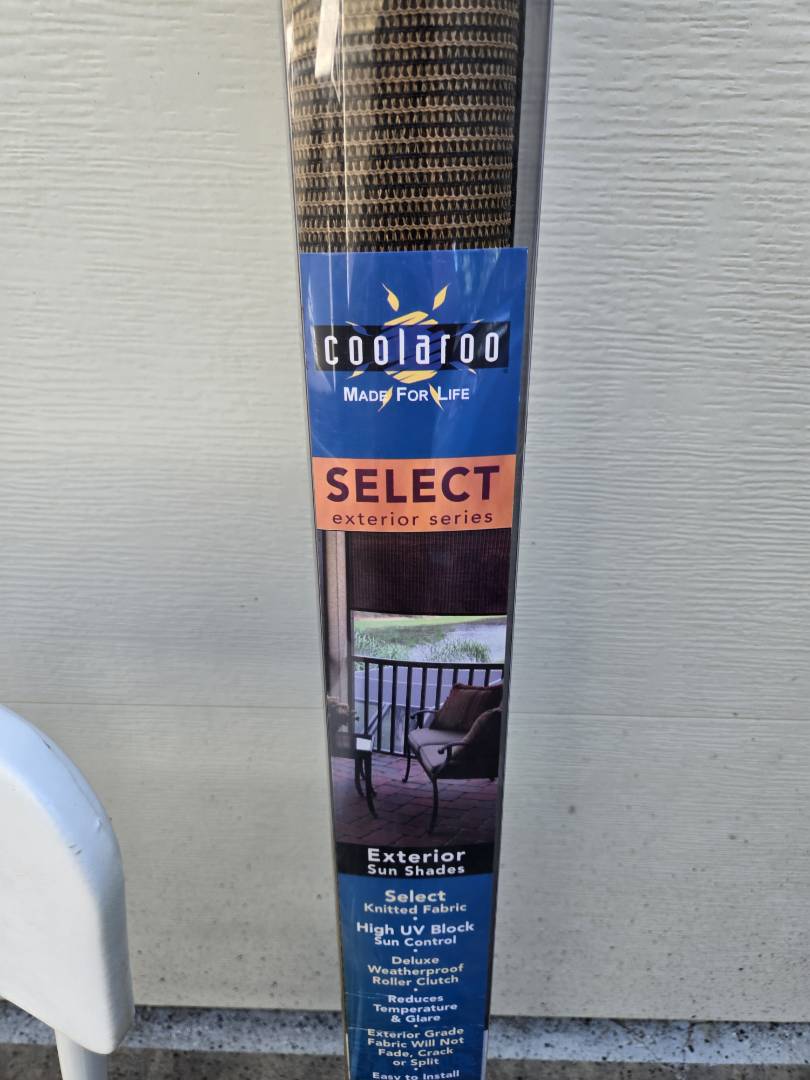 coolaroo
MADE FOR LIFE
SELECT
exterior series
Exterior
Sun Shades
Select
Knitted Fabric
•
High UV Block
Sun Control
•
Deluxe
Weatherproof
Roller Clutch
•
Reduces
Temperature
& Glare
•
Exterior Grade
Fabric Will Not
Fade, Crack
or Split
•
Easy to Install